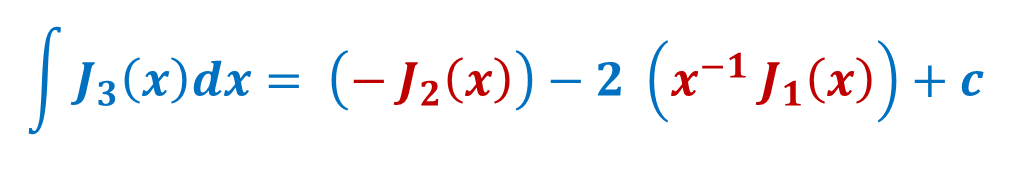 ∫ J₃(x)dx = (− J₂(x)) − 2 (x⁻¹ J₁(x)) + c